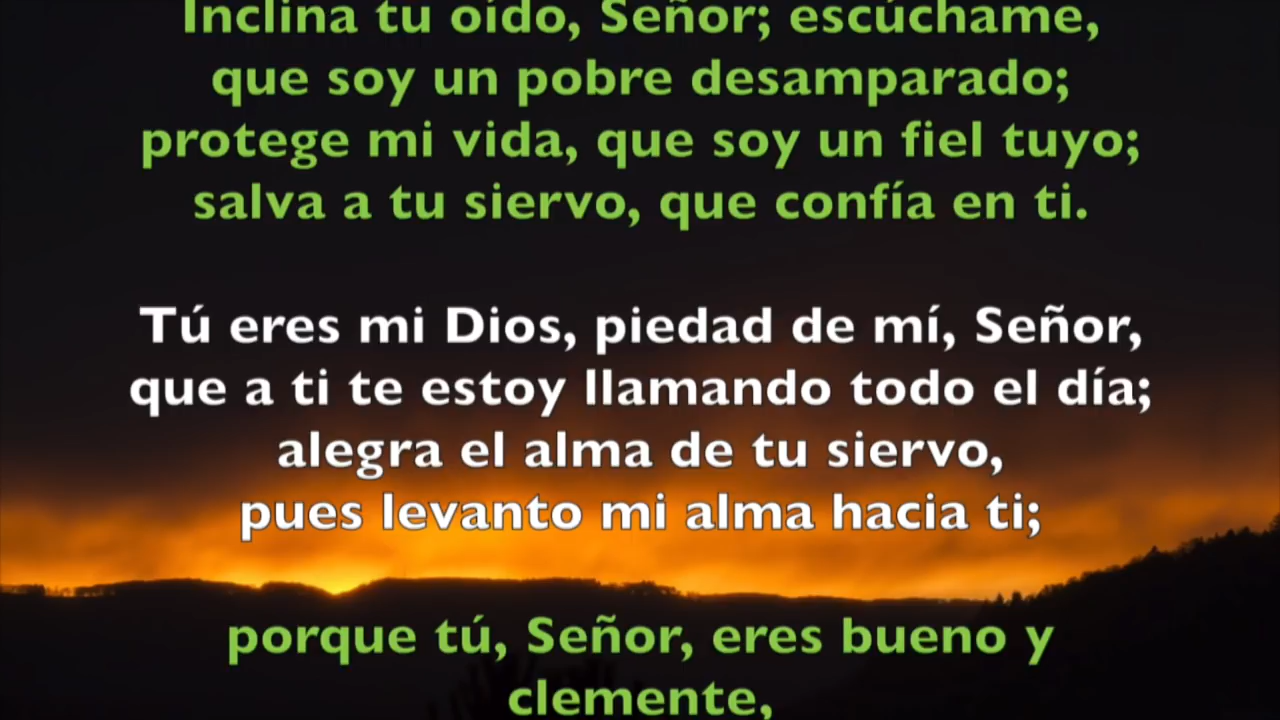 Inclina tu oído, Señor; escúchame,
que soy un pobre desamparado;
protege mi vida, que soy un fiel tuyo;
salva a tu siervo, que confía en ti.
Tú eres mi Dios, piedad de mí, Señor,
que a ti te estoy llamando todo el día;
alegra el alma de tu siervo,
pues levanto mi alma hacia ti;
porque tú, Señor, eres bueno y
clemente,